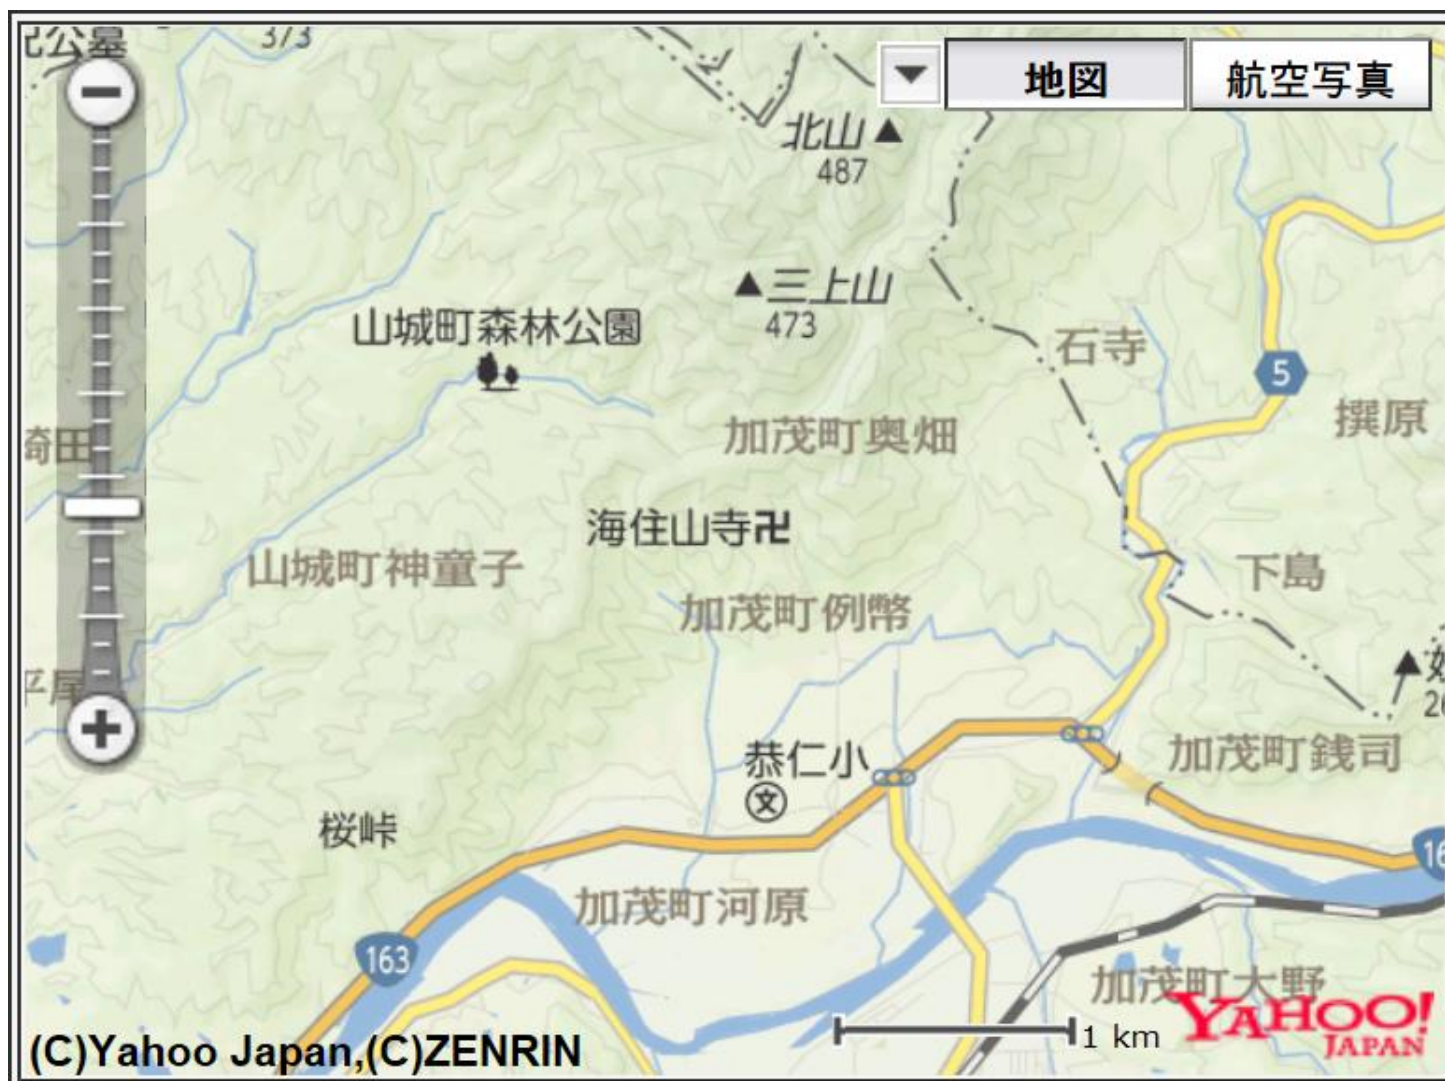 373
地図
航空写真
北山
487
三上山
473
山城町森林公園
石寺
5
撰原
加茂町奥畑
海住山寺卍
山城町神童子
加茂町例幣
下島
恭仁小
文
加茂町銭司
桜峠
加茂町河原
163
加茂町大野
1 km
YAHOO!
JAPAN
(C)Yahoo Japan,(C)ZENRIN